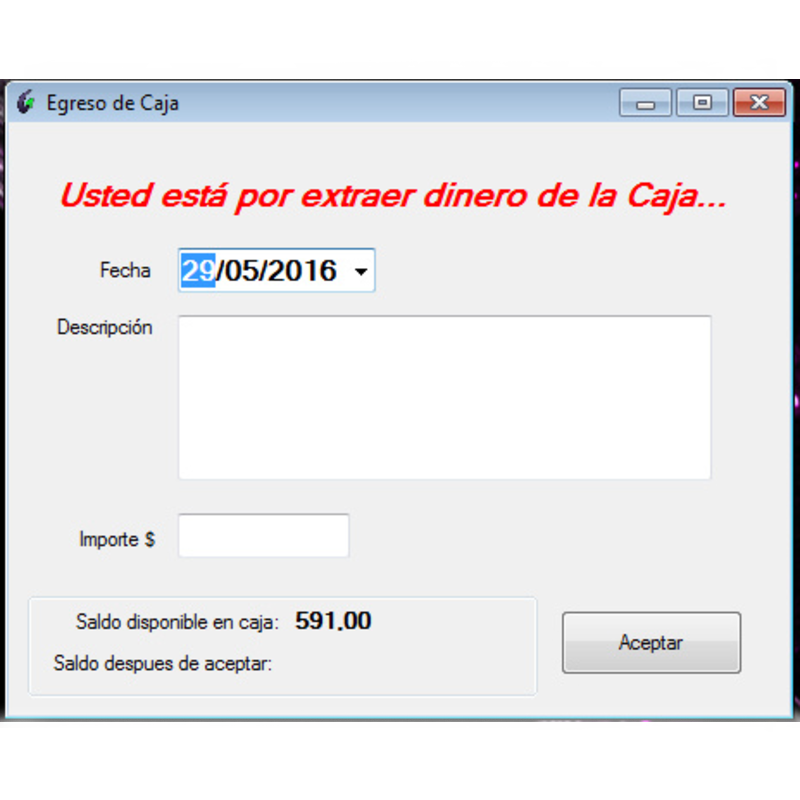 Egreso de Caja
Usted está por extraer dinero de la Caja...
Fecha 29/05/2016
Descripción
Importe $
Saldo disponible en caja: 591.00
Aceptar
Saldo despues de aceptar: